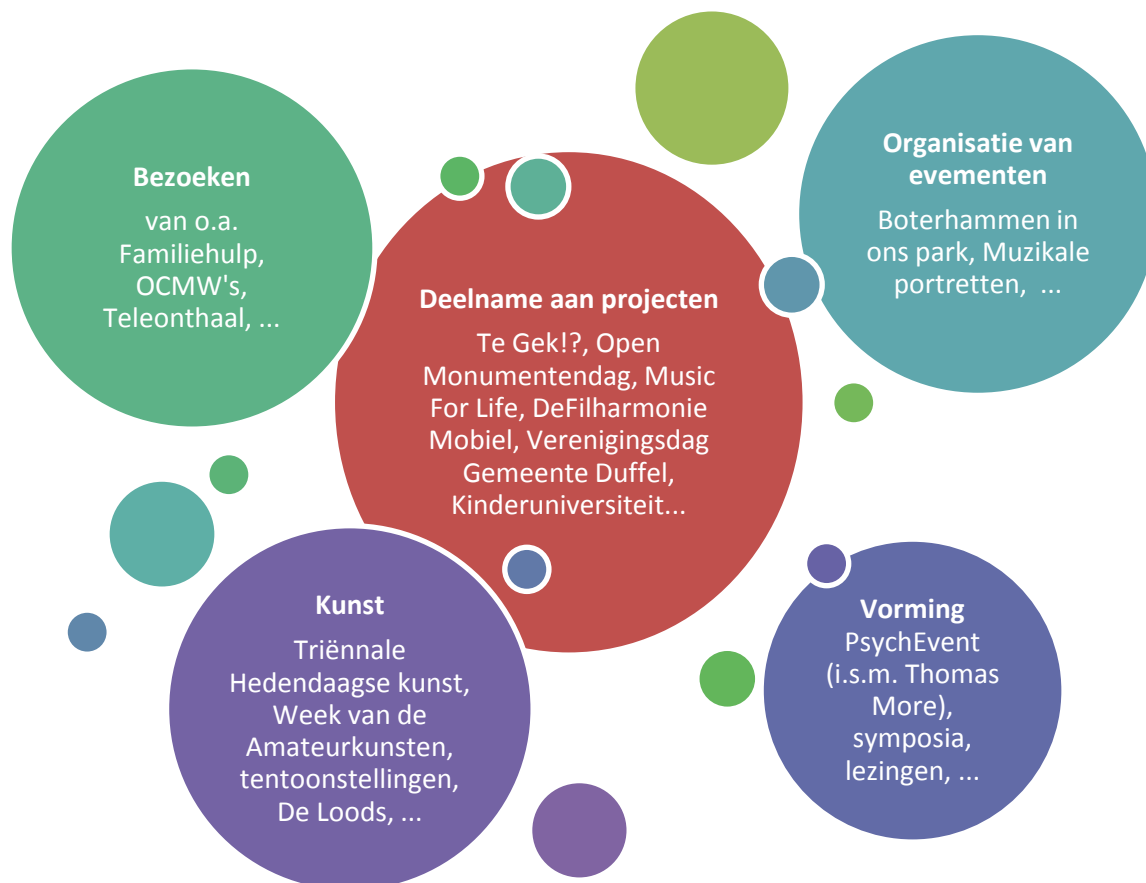 Bezoeken
van o.a.
Familiehulp,
OCMW's,
Teleonthaal, ...
Deelname aan projecten
Te Gek!?, Open
Monumentendag, Music
For Life, DeFilharmonie
Mobiel, Verenigingsdag
Gemeente Duffel,
Kinderuniversiteit...
Organisatie van
evementen
Boterhammen in
ons park, Muzikale
portretten, ...
Kunst
Triënnale
Hedendaagse kunst,
Week van de
Amateurkunsten,
tentoonstellingen,
De Loods, ...
Vorming
PsychEvent
(i.s.m. Thomas
More),
symposia,
lezingen, ...